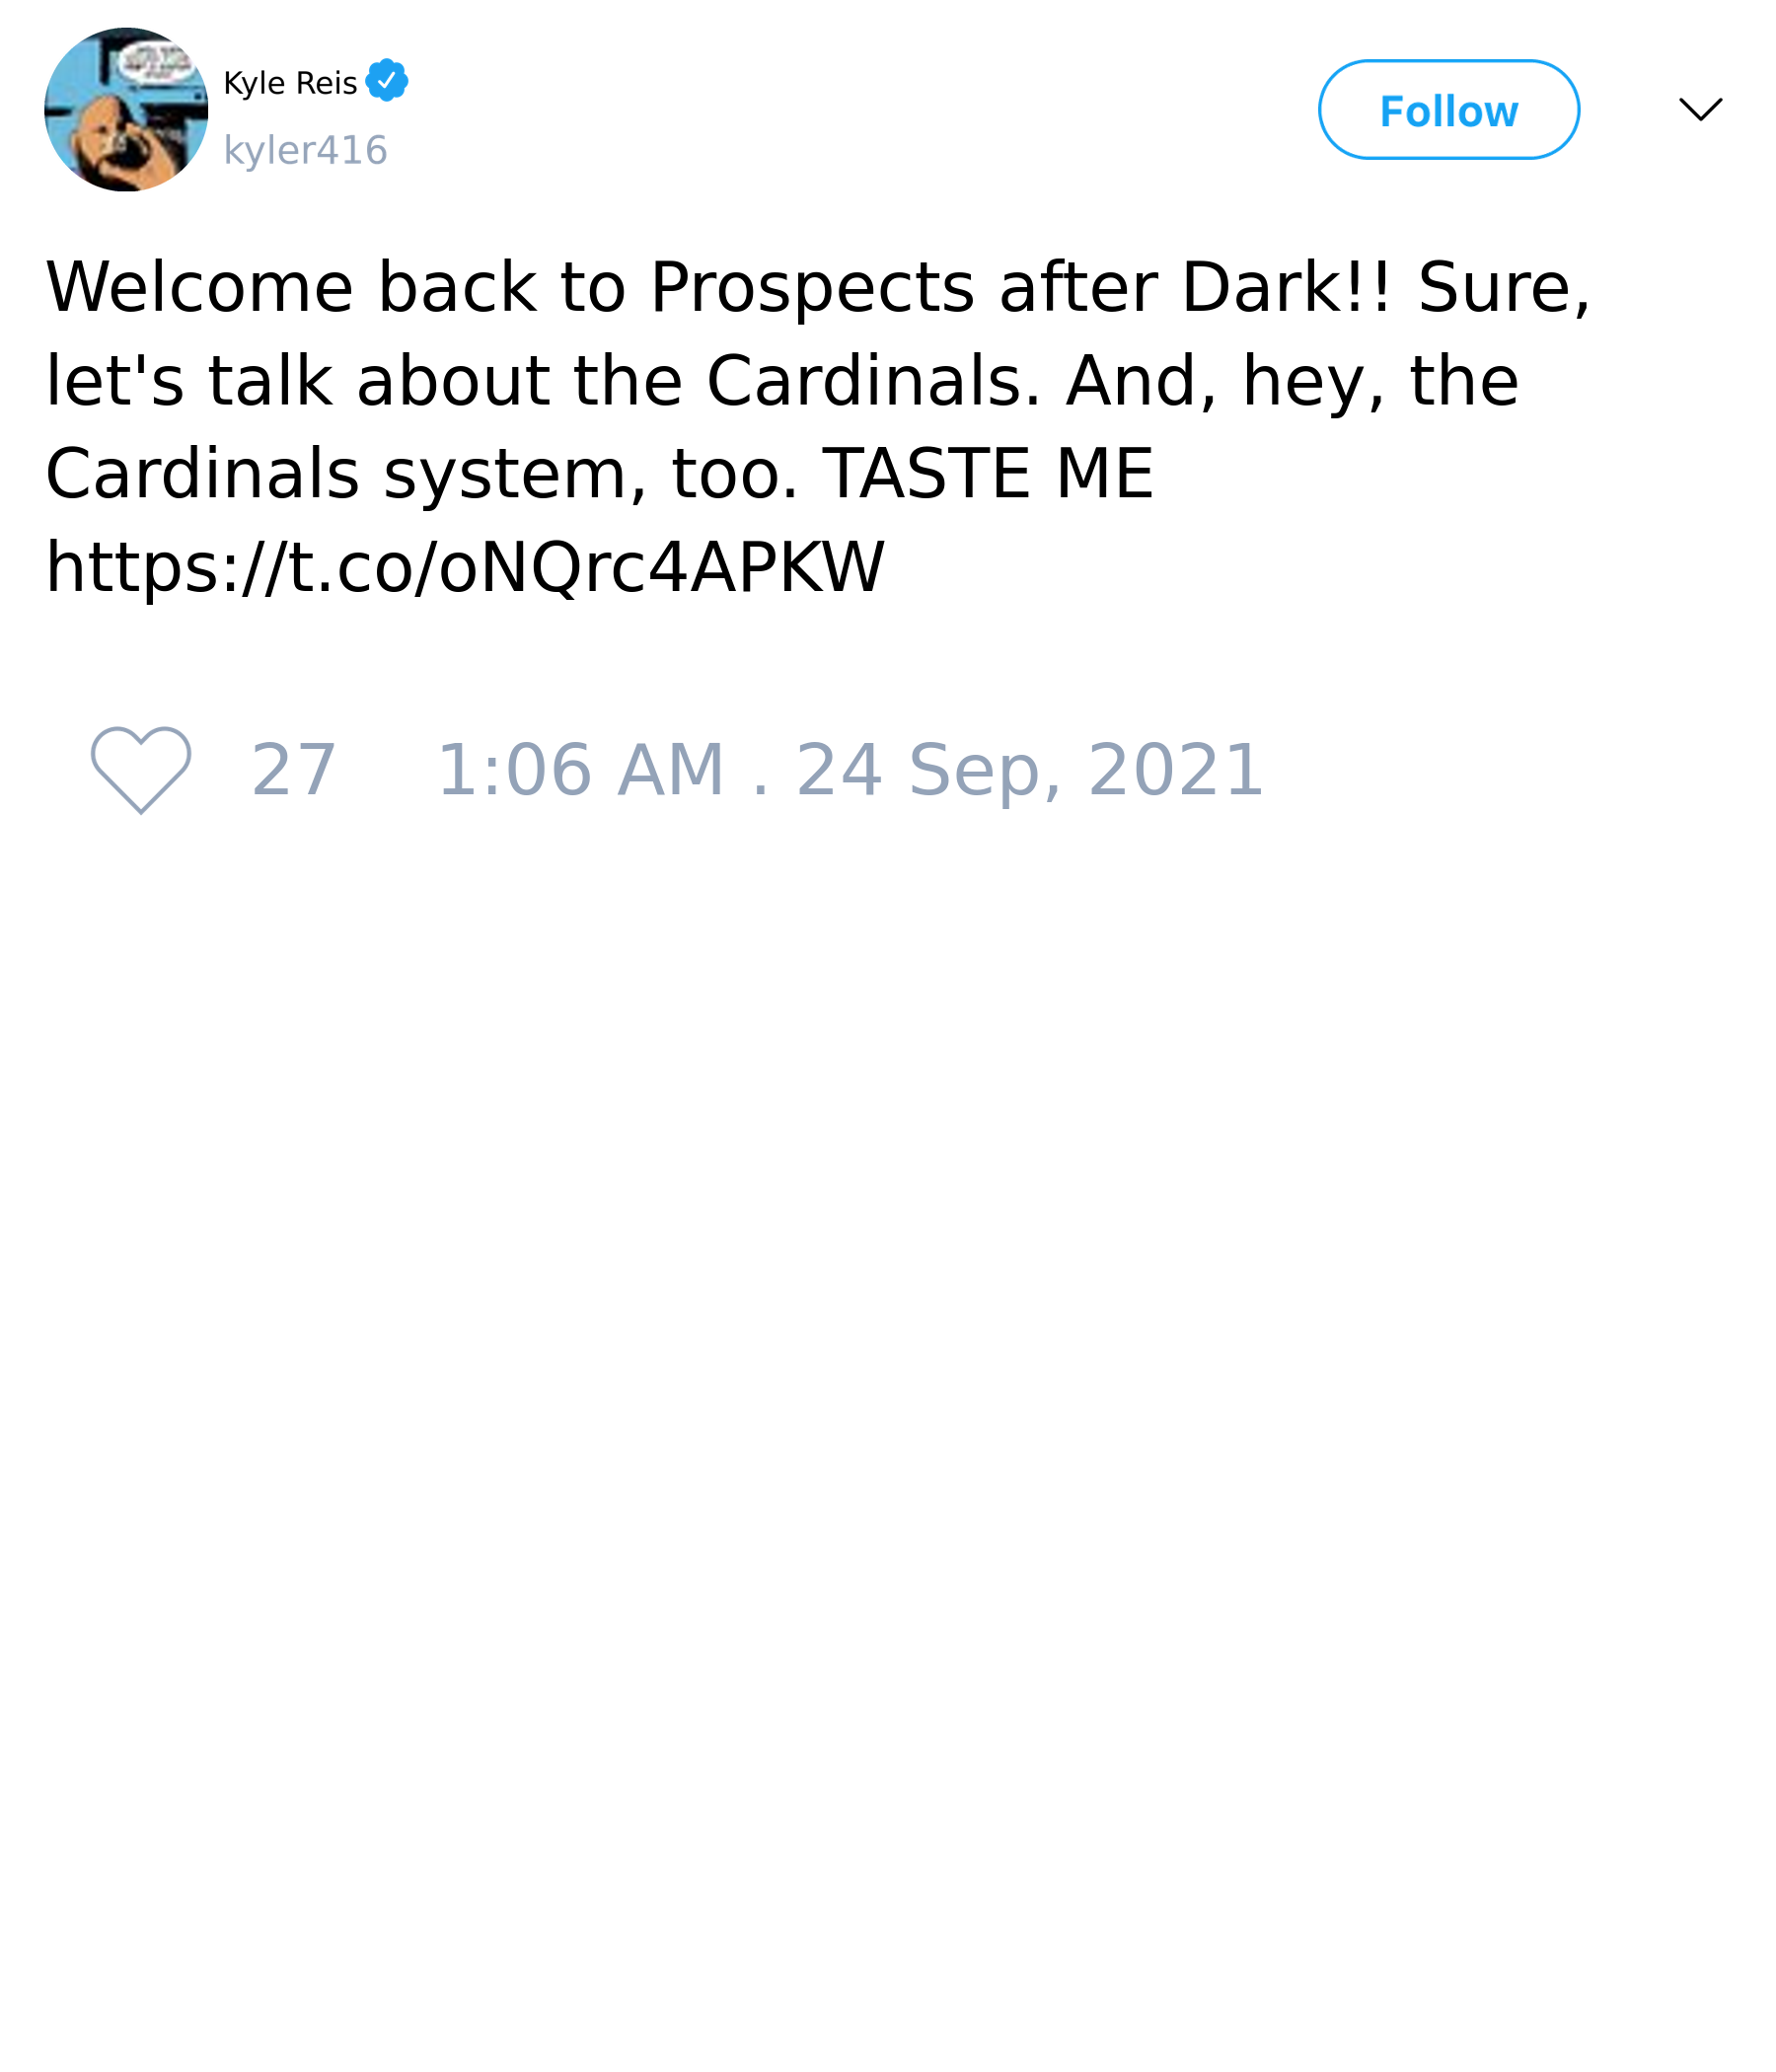 Kyle Reis
kyler416
Follow
Welcome back to Prospects after Dark!! Sure,
let's talk about the Cardinals. And, hey, the
Cardinals system, too. TASTE ME
https://t.co/oNQrc4APKW
27 1:06 AM . 24 Sep, 2021